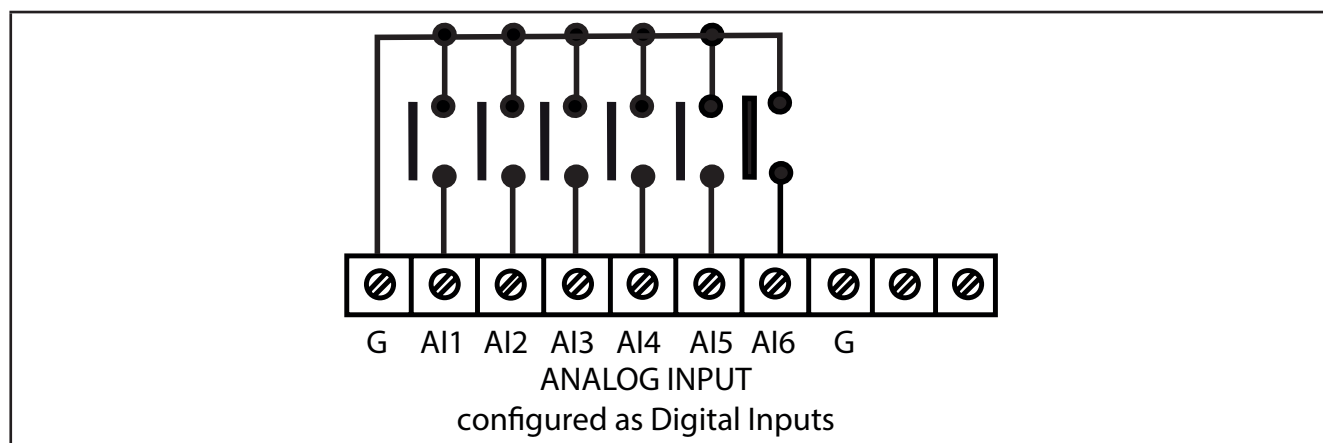 G AI1 AI2 AI3 AI4 AI5 AI6 G
ANALOG INPUT
configured as Digital Inputs